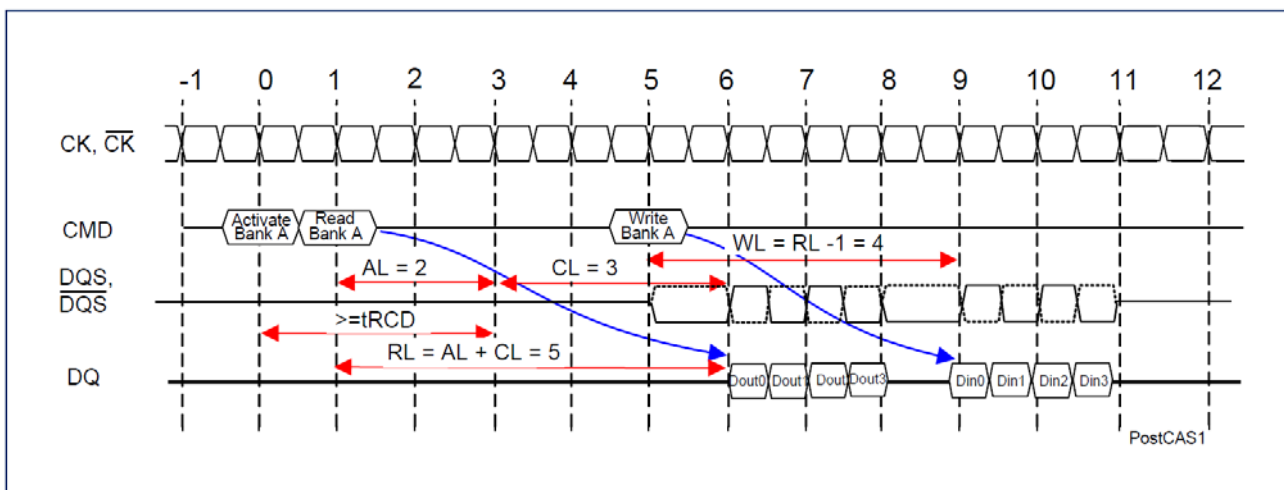 -1 0 1 2 3 4 5 6 7 8 9 10 11 12
CK, CK
CMD
Activate Bank A
Read Bank A
Write Bank A
WL = RL -1 = 4
AL = 2
CL = 3
DQS,
DQS
>=tRCD
RL = AL + CL = 5
DQ
Dout0 Dout1 Dout Dout3 Din0 Din1 Din2 Din3
PostCAS1